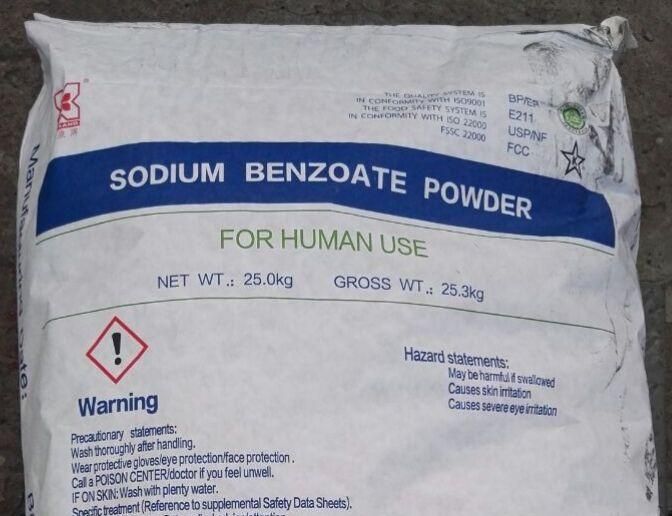 THE QUALITY SYSTEM IS
IN CONFORMITY WITH ISO9001
THE FOOD SAFETY SYSTEM IS
IN CONFORMITY WITH ISO 22000
FSSC 22000
BP/EP
E211
USP/NF
FCC
SODIUM BENZOATE POWDER
FOR HUMAN USE
NET WT.: 25.0kg GROSS WT.: 25.3kg
!
Warning
Precautionary statements:
Wash thoroughly after handling.
Wear protective gloves/eye protection/face protection.
Call a POISON CENTER/doctor if you feel unwell.
IF ON SKIN: Wash with plenty water.
Specific treatment (Reference to supplemental Safety Data Sheets).
Hazard statements:
May be harmful if swallowed
Causes skin irritation
Causes severe eye irritation